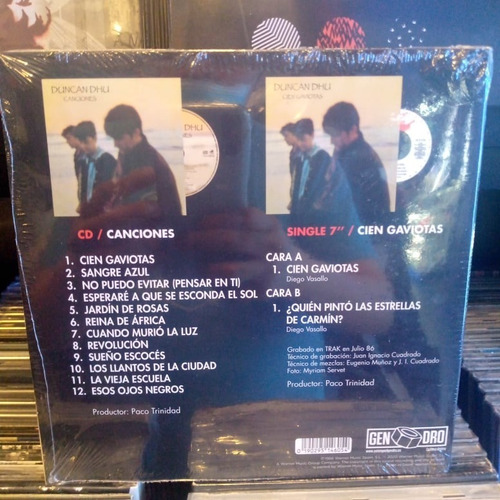 DUNCAN DHU
CANCIONES
DUNCAN DHU
CIEN GAVIOTAS
CD / CANCIONES
1. CIEN GAVIOTAS
2. SANGRE AZUL
3. NO PUEDO EVITAR (PENSAR EN TI)
4. ESPERARÉ A QUE SE ESCONDA EL SOL
5. JARDÍN DE ROSAS
6. REINA DE ÁFRICA
7. CUANDO MURIÓ LA LUZ
8. REVOLUCIÓN
9. SUEÑO ESCOCÉS
10. LOS LLANTOS DE LA CIUDAD
11. LA VIEJA ESCUELA
12. ESOS OJOS NEGROS
Productor: Paco Trinidad
SINGLE 7'' / CIEN GAVIOTAS
CARA A
1. CIEN GAVIOTAS
Diego Vasallo
CARA B
1. ¿QUIÉN PINTÓ LAS ESTRELLAS
DE CARMÍN?
Diego Vasallo
Grabado en TRAK en Julio 86
Técnico de grabación: Juan Ignacio Cuadrado
Técnico de mezclas: Eugenio Muñoz y J. I. Cuadrado
Foto: Myriam Servet
Productor: Paco Trinidad
GEN DRO